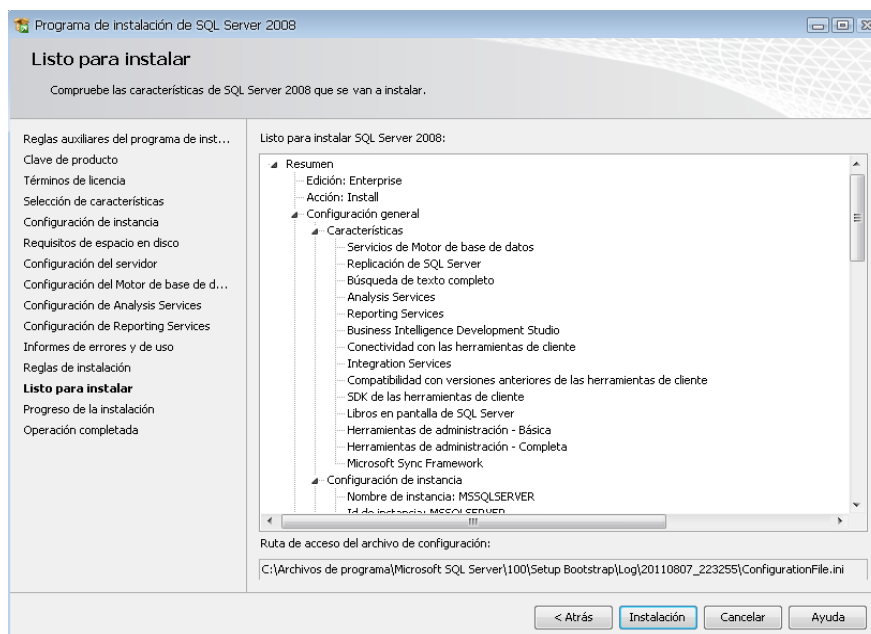 Programa de instalación de SQL Server 2008
Listo para instalar
Compruebe las características de SQL Server 2008 que se van a instalar.
Reglas auxiliares del programa de inst...
Clave de producto
Términos de licencia
Selección de características
Configuración de instancia
Requisitos de espacio en disco
Configuración del servidor
Configuración del Motor de base de d...
Configuración de Analysis Services
Configuración de Reporting Services
Informes de errores y de uso
Reglas de instalación
Listo para instalar
Progreso de la instalación
Operación completada
Listo para instalar SQL Server 2008:
Resumen
Edición: Enterprise
Acción: Install
Configuración general
Características
Servicios de Motor de base de datos
Replicación de SQL Server
Búsqueda de texto completo
Analysis Services
Reporting Services
Business Intelligence Development Studio
Conectividad con las herramientas de cliente
Integration Services
Compatibilidad con versiones anteriores de las herramientas de cliente
SDK de las herramientas de cliente
Libros en pantalla de SQL Server
Herramientas de administración - Básica
Herramientas de administración - Completa
Microsoft Sync Framework
Configuración de instancia
Nombre de instancia: MSSQLSERVER
Id de instancia: MSSQLSERVER
Ruta de acceso del archivo de configuración:
C:\Archivos de programa\Microsoft SQL Server\100\Setup Bootstrap\Log\20110807_223255\ConfigurationFile.ini
< Atrás
Instalación
Cancelar
Ayuda